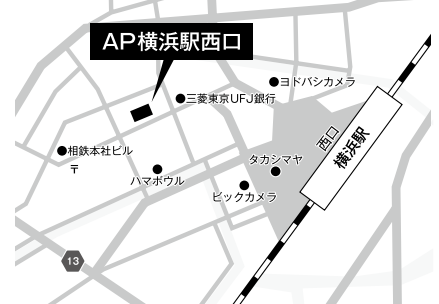 AP横浜駅西口
ヨドバシカメラ
三菱東京UFJ銀行
西口
横浜駅
相鉄本社ビル
〒
タカシマヤ
ハマボウル
ビックカメラ
13